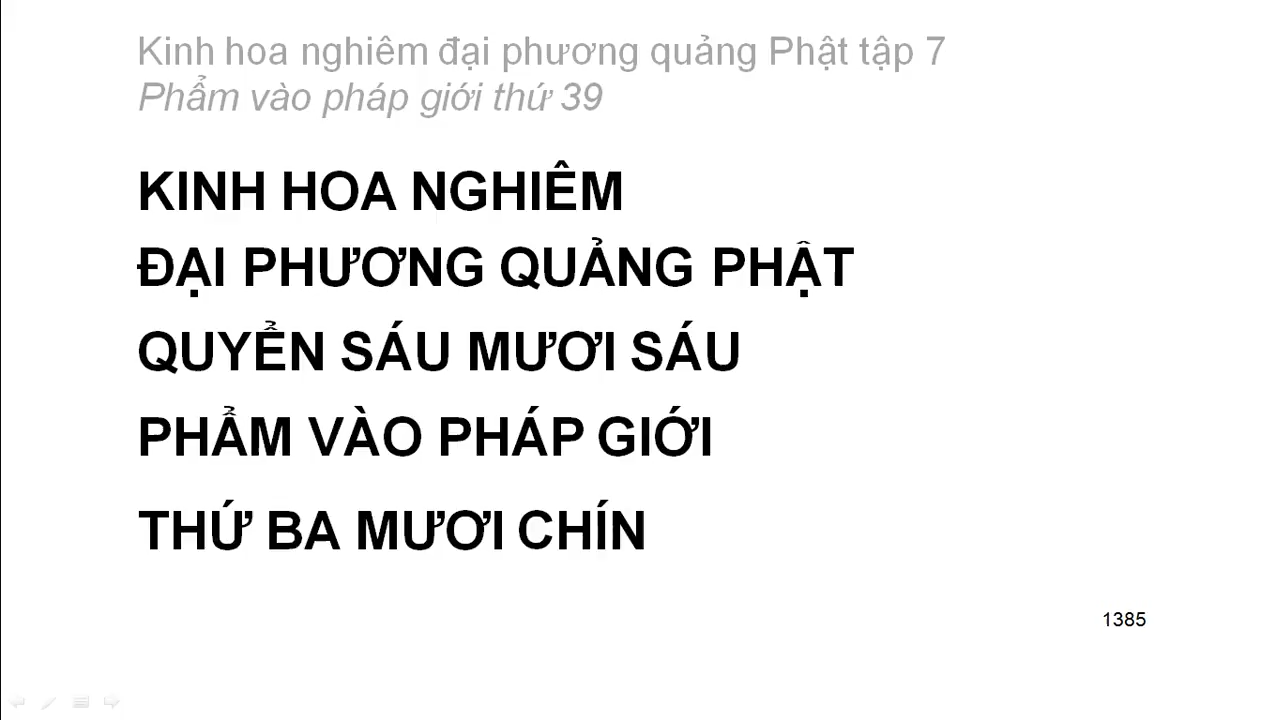 Kinh hoa nghiêm đại phương quảng Phật tập 7
Phẩm vào pháp giới thứ 39
KINH HOA NGHIÊM
ĐẠI PHƯƠNG QUẢNG PHẬT
QUYỂN SÁU MƯƠI SÁU
PHẨM VÀO PHÁP GIỚI
THỨ BA MƯƠI CHÍN
1385